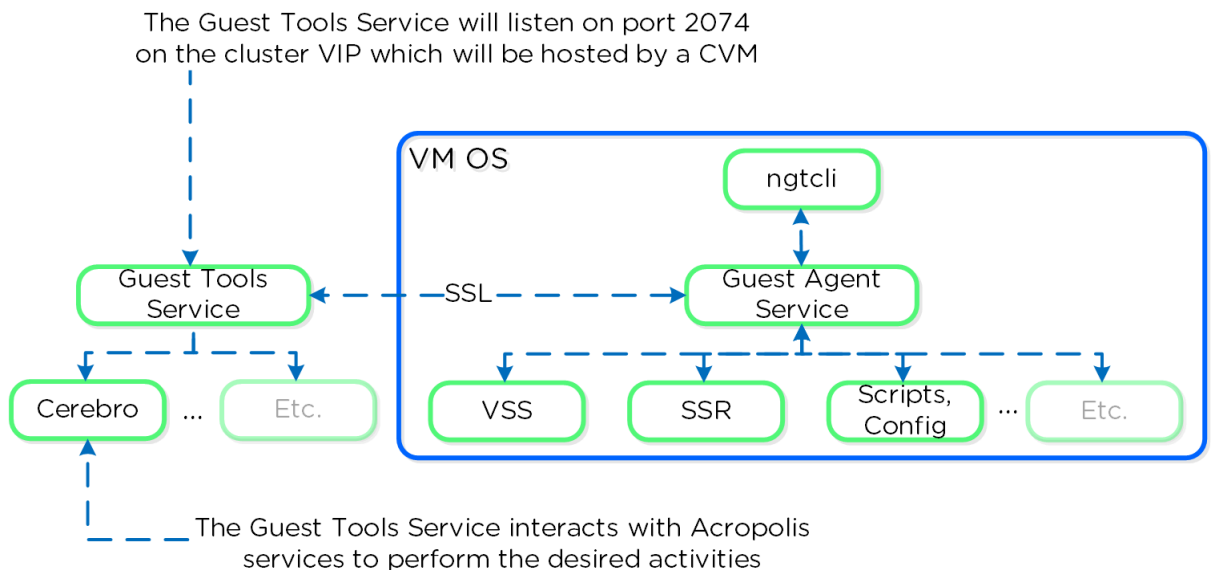 The Guest Tools Service will listen on port 2074
on the cluster VIP which will be hosted by a CVM
VM OS
ngtcli
Guest Tools
Service
SSL
Guest Agent
Service
Cerebro
...
Etc.
VSS
SSR
Scripts,
Config
...
Etc.
The Guest Tools Service interacts with Acropolis
services to perform the desired activities